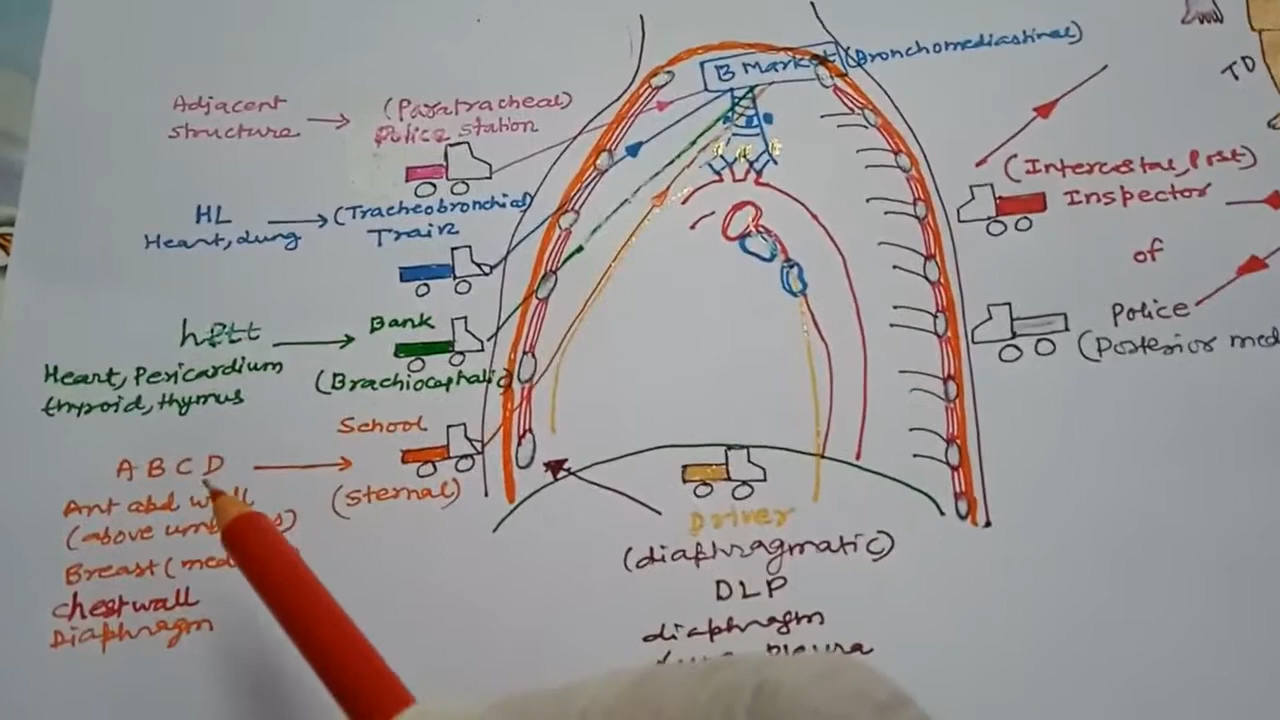 B Market (Bronchomediastinal)
Adjacent structure → (Paratracheal)
Police station
TD
(Intercostal, Post)
Inspector
of
Police
(Posterior med
HL → (Tracheobronchial)
Heart, lung
Train
hPtt → Bank
Heart, Pericardium
thyroid, thymus
(Brachiocephalic)
A B C D → School
(Sternal)
Ant abd wall
(above
Breast (med
chest wall
Diaphragm
Driver
(diaphragmatic)
DLP
diaphragm
Pleura